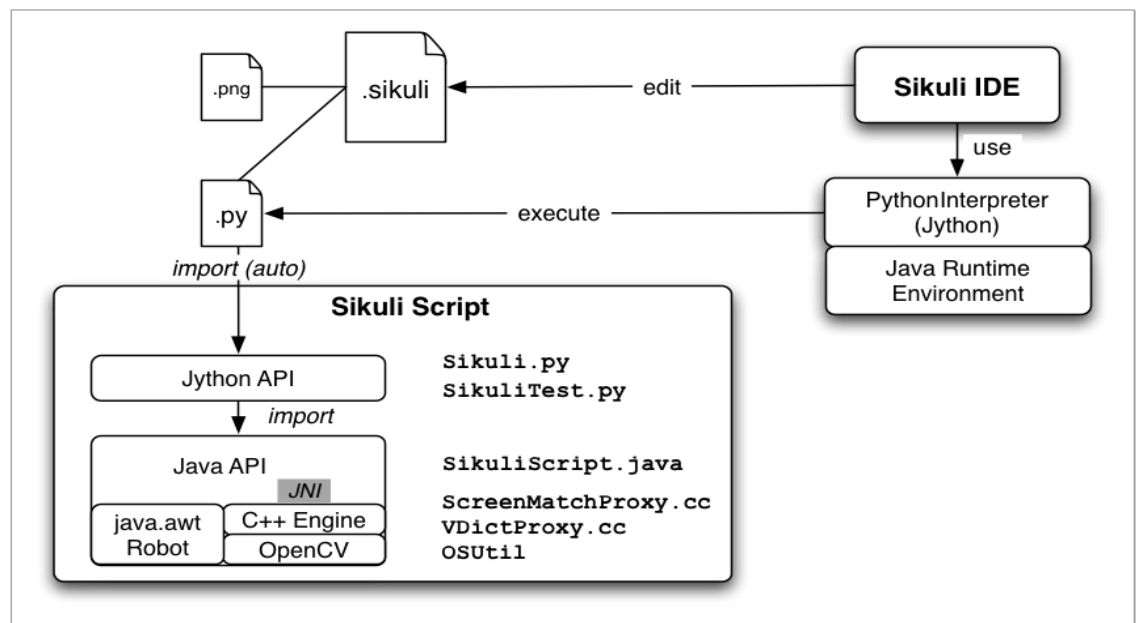 .png
.sikuli
edit
Sikuli IDE
use
.py
execute
PythonInterpreter
(Jython)
import (auto)
Java Runtime
Environment
Sikuli Script
Jython API
Sikuli.py
SikuliTest.py
import
Java API
SikuliScript.java
JNI
java.awt
Robot
C++ Engine
OpenCV
ScreenMatchProxy.cc
VDictProxy.cc
OSUtil